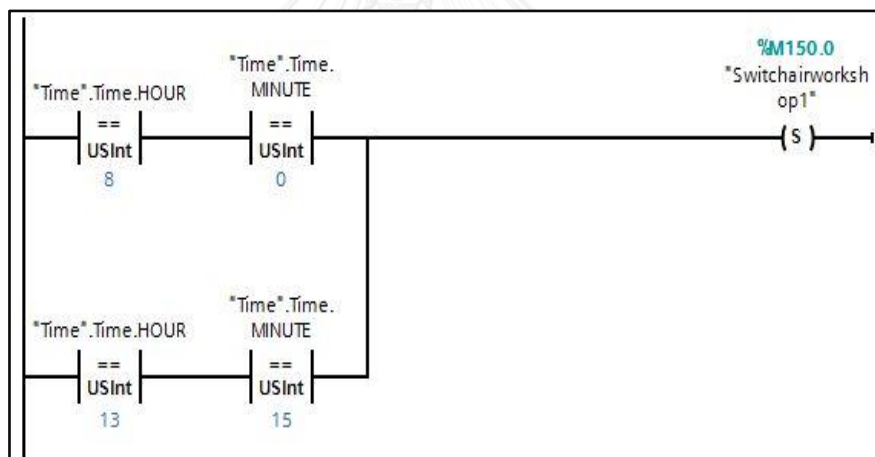 %M150.0
"Switchairworksh
op1"
S
"Time".Time.HOUR
==
USInt
8
"Time".Time.
MINUTE
==
USInt
0
"Time".Time.HOUR
==
USInt
13
"Time".Time.
MINUTE
==
USInt
15